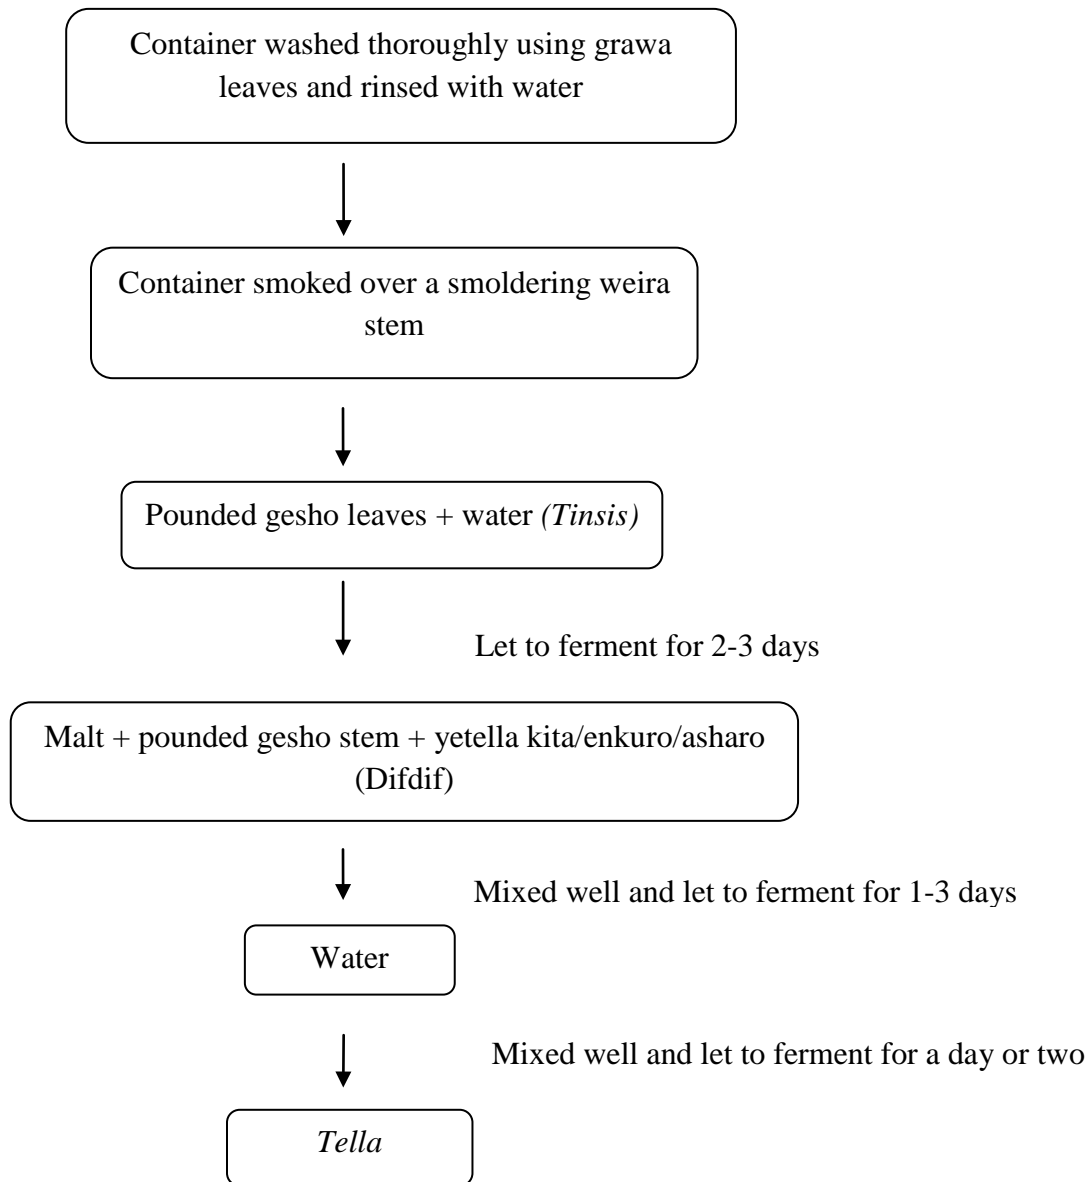 Container washed thoroughly using grawa
leaves and rinsed with water
Container smoked over a smoldering weira
stem
Pounded gesho leaves + water (Tinsis)
Let to ferment for 2-3 days
Malt + pounded gesho stem + yetella kita/enkuro/asharo
(Difdif)
Mixed well and let to ferment for 1-3 days
Water
Mixed well and let to ferment for a day or two
Tella